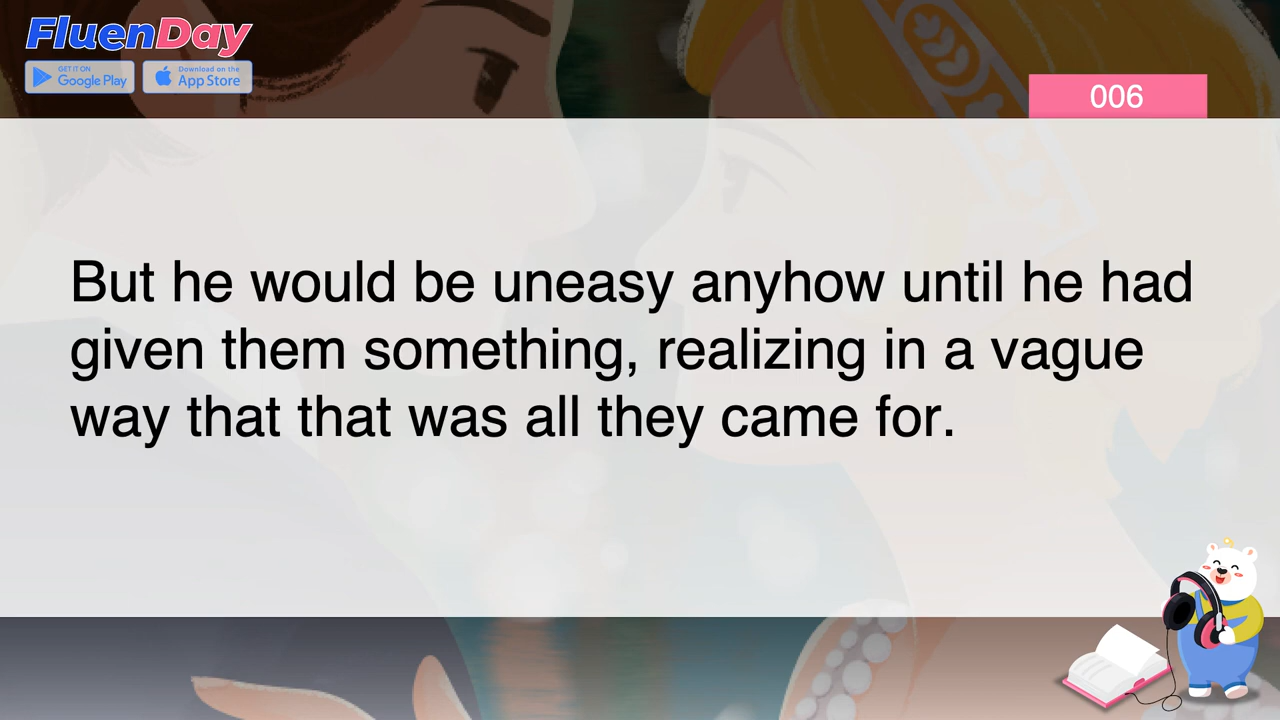 FluenDay
GET IT ON
Google Play
Download on the
App Store
006
But he would be uneasy anyhow until he had
given them something, realizing in a vague
way that that was all they came for.